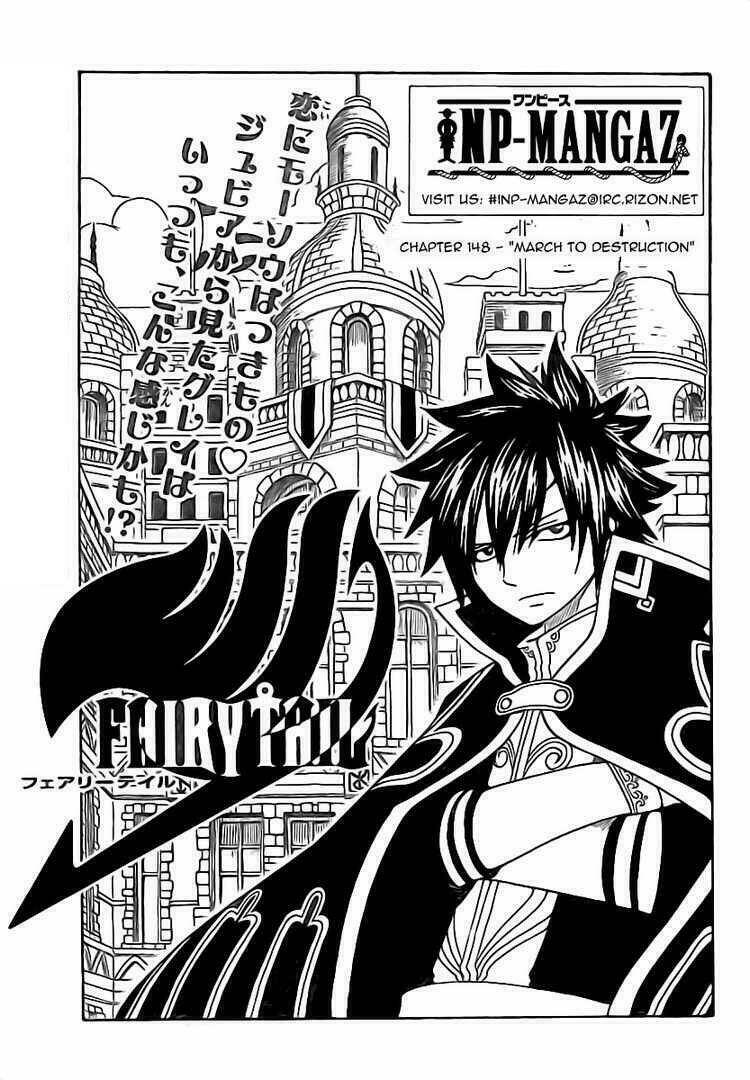 ワンピース
INP-MANGAZ
VISIT US: #INP-MANGAZ@IRC.RIZON.NET
CHAPTER 148 - "MARCH TO DESTRUCTION"
恋にモーソウはつきもの♡
ジュビアから見たグレイは
いっつも、こんな感じかも!?
FAIRY TAIL
フェアリーテイル